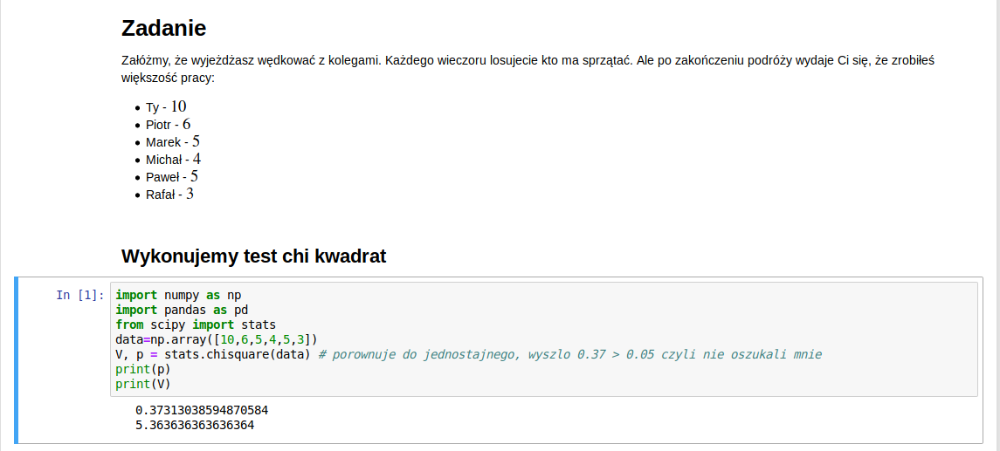 Zadanie
Załóżmy, że wyjeżdżasz wędkować z kolegami. Każdego wieczoru losujecie kto ma sprzątać. Ale po zakończeniu podróży wydaje Ci się, że zrobiłeś
większość pracy:
• Ty - 10
• Piotr - 6
• Marek - 5
• Michał - 4
• Paweł - 5
• Rafał - 3
Wykonujemy test chi kwadrat
In [1]: import numpy as np
import pandas as pd
from scipy import stats
data=np.array([10,6,5,4,5,3])
V, p = stats.chisquare(data) # porownuje do jednostajnego, wyszlo 0.37 > 0.05 czyli nie oszukali mnie
print(p)
print(V)
0.37313038594870584
5.363636363636364